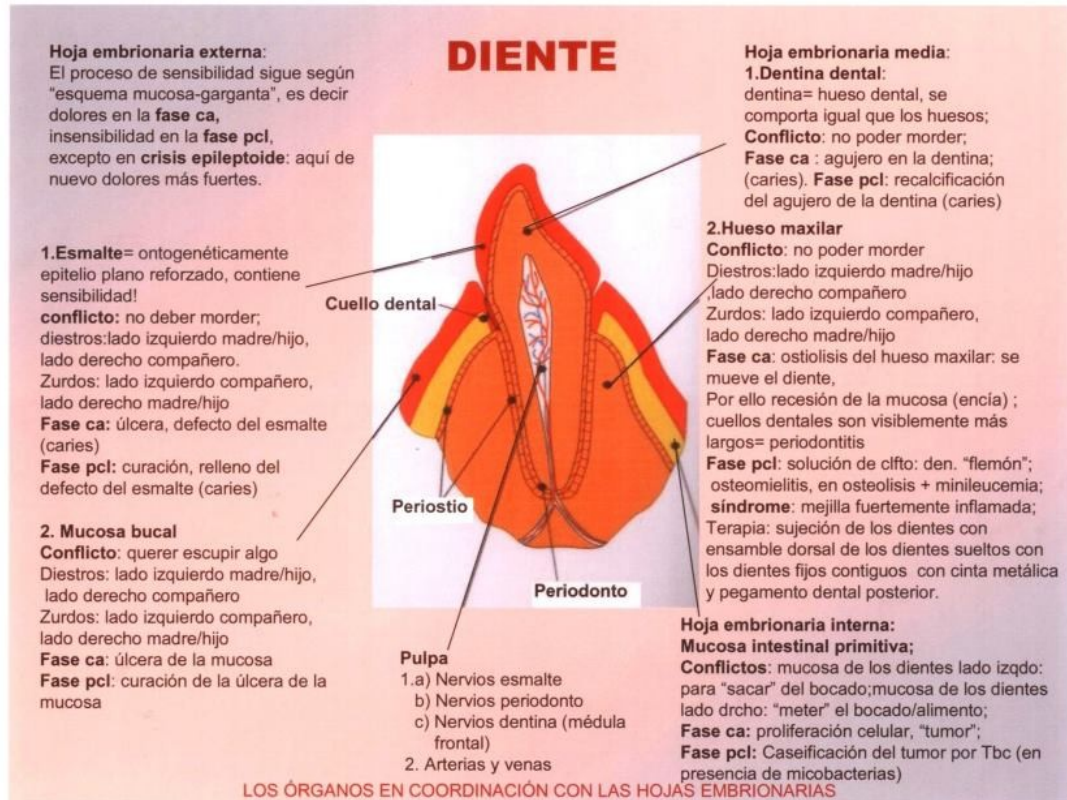 DIENTE
Hoja embrionaria externa:
El proceso de sensibilidad sigue según
“esquema mucosa-garganta”, es decir
dolores en la fase ca,
insensibilidad en la fase pcl,
excepto en crisis epileptoide: aquí de
nuevo dolores más fuertes.
1.Esmalte= ontogenéticamente
epitelio plano reforzado, contiene
sensibilidad!
conflicto: no deber morder;
diestros:lado izquierdo madre/hijo,
lado derecho compañero.
Zurdos: lado izquierdo compañero,
lado derecho madre/hijo
Fase ca: úlcera, defecto del esmalte
(caries)
Fase pcl: curación, relleno del
defecto del esmalte (caries)
2. Mucosa bucal
Conflicto: querer escupir algo
Diestros: lado izquierdo madre/hijo,
lado derecho compañero
Zurdos: lado izquierdo compañero,
lado derecho madre/hijo
Fase ca: úlcera de la mucosa
Fase pcl: curación de la úlcera de la
mucosa
Cuello dental
Periostio
Periodonto
Pulpa
1.a) Nervios esmalte
b) Nervios periodonto
c) Nervios dentina (médula
frontal)
2. Arterias y venas
Hoja embrionaria media:
1.Dentina dental:
dentina= hueso dental, se
comporta igual que los huesos;
Conflicto: no poder morder;
Fase ca : agujero en la dentina;
(caries). Fase pcl: recalcificación
del agujero de la dentina (caries)
2.Hueso maxilar
Conflicto: no poder morder
Diestros:lado izquierdo madre/hijo
,lado derecho compañero
Zurdos: lado izquierdo compañero,
lado derecho madre/hijo
Fase ca: ostiolisis del hueso maxilar: se
mueve el diente,
Por ello recesión de la mucosa (encía) ;
cuellos dentales son visiblemente más
largos= periodontitis
Fase pcl: solución de clfto: den. “flemón”;
osteomielitis, en osteolisis + minileucemia;
síndrome: mejilla fuertemente inflamada;
Terapia: sujeción de los dientes con
ensamble dorsal de los dientes sueltos con
los dientes fijos contiguos con cinta metálica
y pegamento dental posterior.
Hoja embrionaria interna:
Mucosa intestinal primitiva;
Conflictos: mucosa de los dientes lado izqdo:
para “sacar” del bocado;mucosa de los dientes
lado drcho: “meter” el bocado/alimento;
Fase ca: proliferación celular, “tumor”;
Fase pcl: Caseificación del tumor por Tbc (en
presencia de micobacterias)
LOS ÓRGANOS EN COORDINACIÓN CON LAS HOJAS EMBRIONARIAS